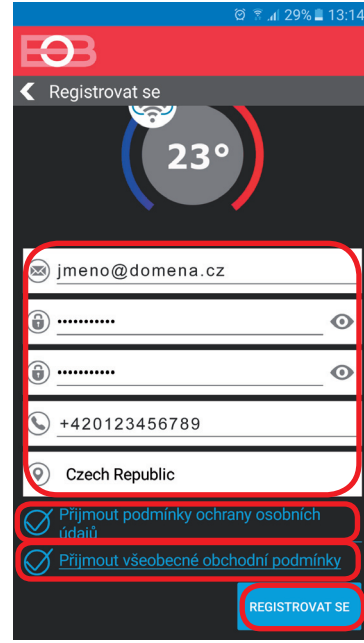 29% 13:14
EOB
Registrovat se
23°
jmeno@domena.cz
•••••••••••
•••••••••••
+420123456789
Czech Republic
Přijmout podmínky ochrany osobních
údajů
Přijmout všeobecné obchodní podmínky
REGISTROVAT SE